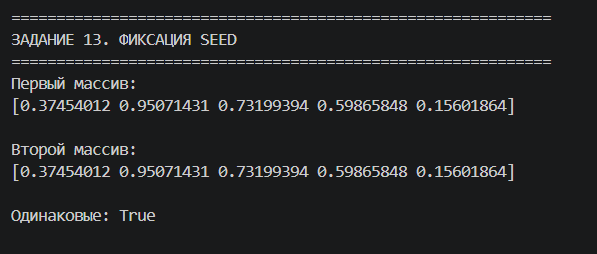 ============================================================
ЗАДАНИЕ 13. ФИКСАЦИЯ SEED
============================================================
Первый массив:
[0.37454012 0.95071431 0.73199394 0.59865848 0.15601864]
Второй массив:
[0.37454012 0.95071431 0.73199394 0.59865848 0.15601864]
Одинаковые: True